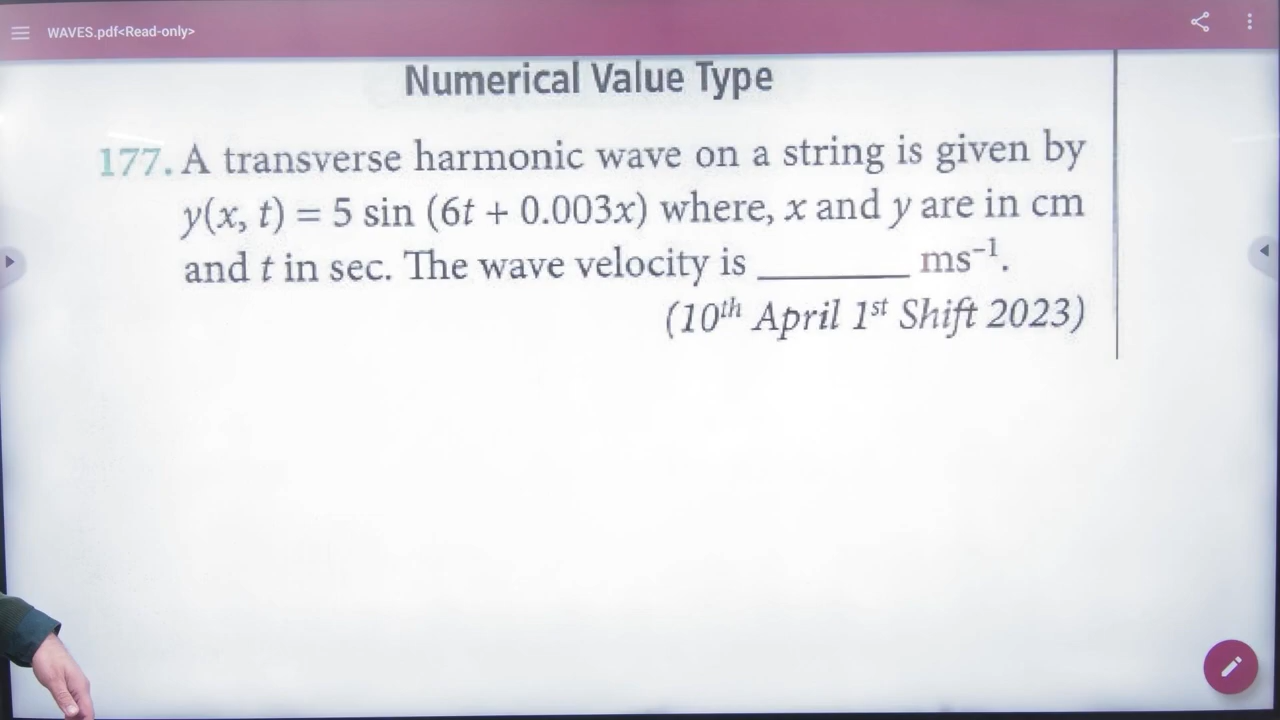 WAVES.pdf<Read-only>
Numerical Value Type
177. A transverse harmonic wave on a string is given by
y(x, t) = 5 sin (6t + 0.003x) where, x and y are in cm
and t in sec. The wave velocity is ________ ms⁻¹.
(10th April 1st Shift 2023)